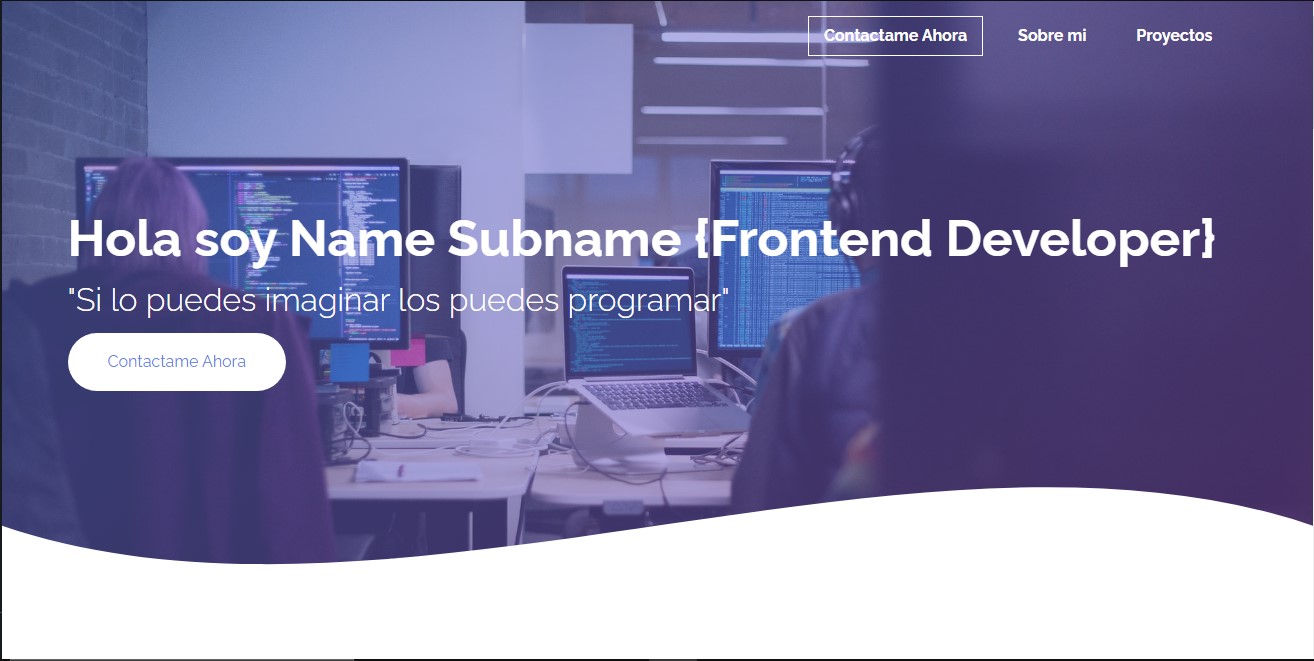 Contactame Ahora
Sobre mi
Proyectos
Hola soy Name Subname {Frontend Developer}
"Si lo puedes imaginar los puedes programar"
Contactame Ahora